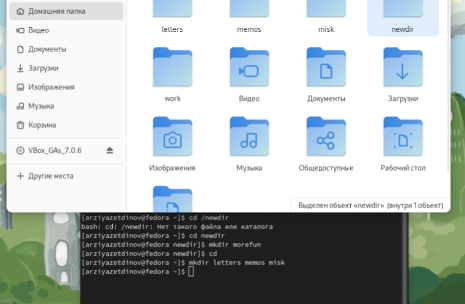 Домашняя папка
Видео
Документы
Загрузки
Изображения
Музыка
Корзина
VBox_GAs_7.0.6
Другие места
letters
memos
misk
newdir
work
Видео
Документы
Загрузки
Изображения
Музыка
Общедоступные
Рабочий стол
Выделен объект «newdir» (внутри 1 объект)
[arziyazetdinov@fedora ~]$ cd /newdir
bash: cd: /newdir: Нет такого файла или каталога
[arziyazetdinov@fedora ~]$ cd newdir
[arziyazetdinov@fedora newdir]$ mkdir morefun
[arziyazetdinov@fedora newdir]$ cd
[arziyazetdinov@fedora ~]$ mkdir letters memos misk
[arziyazetdinov@fedora ~]$